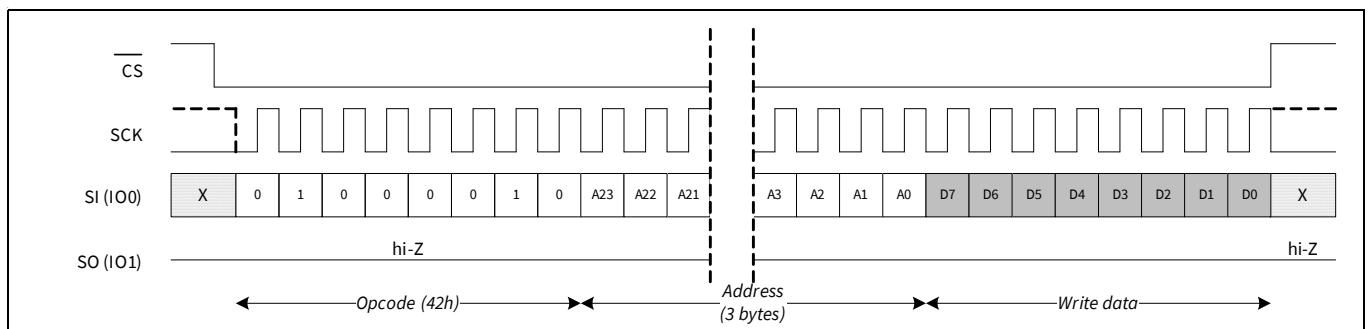 CS
SCK
SI (IO0) X 0 1 0 0 0 0 1 0 A23 A22 A21 A3 A2 A1 A0 D7 D6 D5 D4 D3 D2 D1 D0 X
hi-Z hi-Z
SO (IO1)
Opcode (42h) Address (3 bytes) Write data